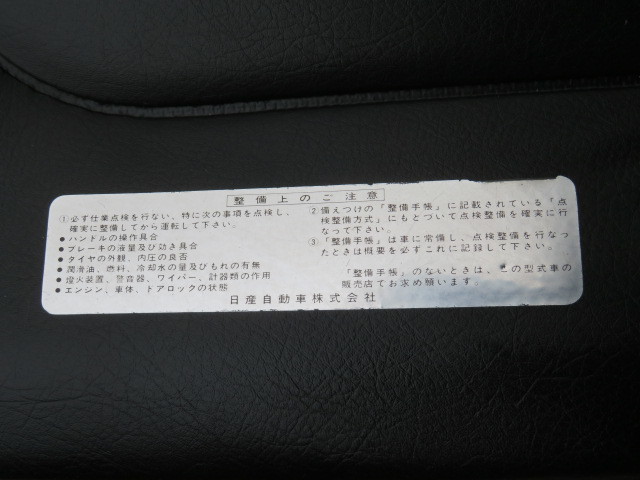 整備上のご注意
①必ず仕業点検を行ない、特に次の事項を点検し、
確実に整備してから運転して下さい。
●ハンドルの操作具合
●ブレーキの液量及び効き具合
●タイヤの外観、内圧の良否
●潤滑油、燃料、冷却水の量及びもれの有無
●燈火装置、警音器、ワイパー、計器類の作用
●エンジン、車体、ドアロックの状態
②備えつけの「整備手帳」に記載されている「点
検整備方式」にもとづいて点検整備を確実に行
なって下さい。
③「整備手帳」は車に常備し、点検整備を行なっ
たときは概要を必ずこれに記録して下さい。
「整備手帳」のないときは、この型式車の
販売店でお求め願います
日産自動車株式会社